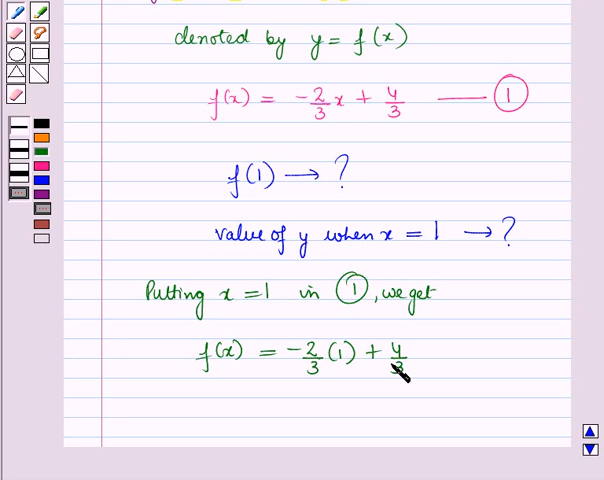 denoted by y = f(x)
f(x) = -2/3 x + 4/3 —— ①
f(1) → ?
value of y when x = 1 → ?
Putting x = 1 in ①, we get
f(x) = -2/3 (1) + 4/3